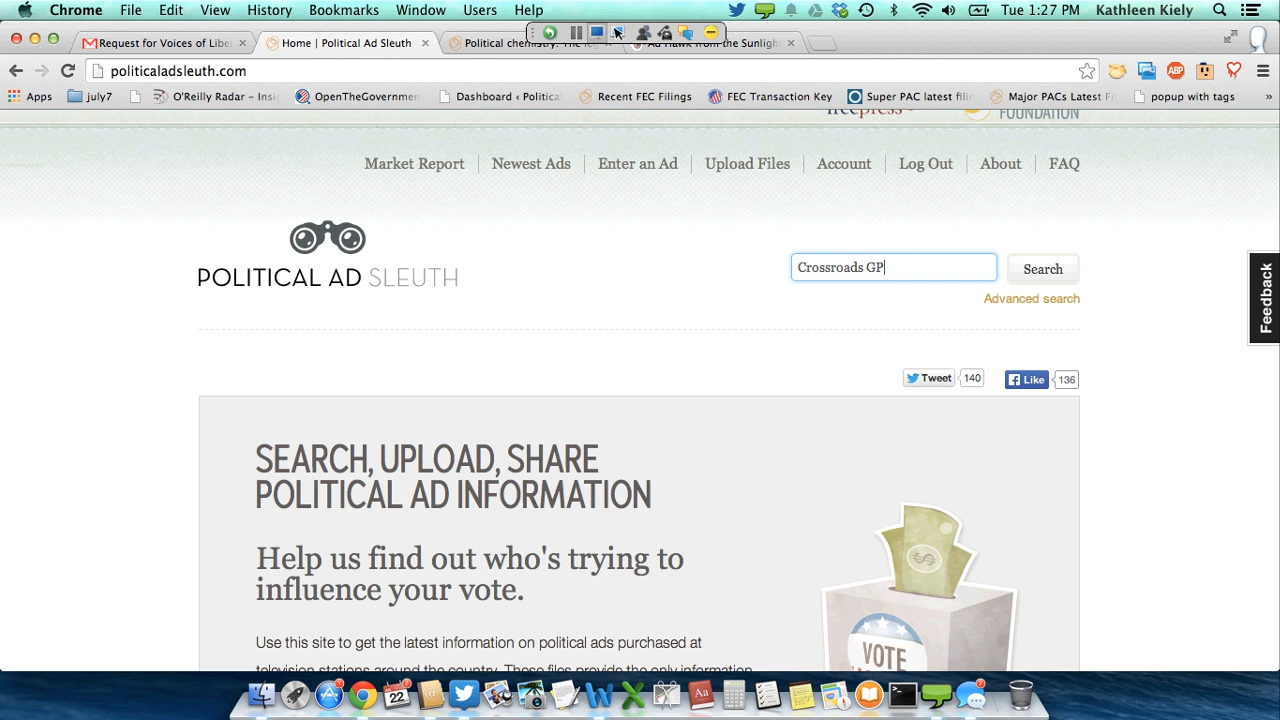 Chrome File Edit View History Bookmarks Window Users Help Tue 1:27 PM Kathleen Kiely
Request for Voices of Liber Home | Political Ad Sleuth Political chemistry: The Ad Hawk from the Sunligh
politicaladsleuth.com ABP
Apps july7 O'Reilly Radar - Insi OpenTheGovernmen Dashboard ‹ Political Recent FEC Filings FEC Transaction Key Super PAC latest filin Major PACs Latest F popup with tags »
freepress FOUNDATION
Market Report Newest Ads Enter an Ad Upload Files Account Log Out About FAQ
POLITICAL AD SLEUTH
Crossroads GP Search
Advanced search
Feedback
Tweet 140 Like 136
SEARCH, UPLOAD, SHARE
POLITICAL AD INFORMATION
Help us find out who's trying to
influence your vote.
Use this site to get the latest information on political ads purchased at
television stations around the country. These files provide the only information
VOTE
22